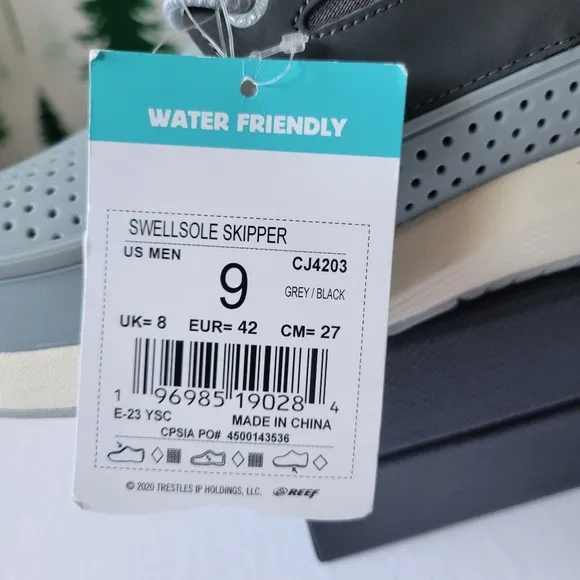 WATER FRIENDLY
SWELLSOLE SKIPPER
US MEN 9 CJ4203
GREY / BLACK
UK= 8 EUR= 42 CM= 27
1 96985 19028 4
E-23 YSC MADE IN CHINA
CPSIA PO# 4500143536
© 2020 TRESTLES IP HOLDINGS, LLC. REEF